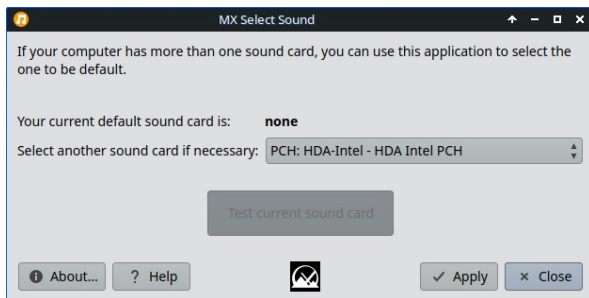 MX Select Sound
If your computer has more than one sound card, you can use this application to select the
one to be default.
Your current default sound card is: none
Select another sound card if necessary: PCH: HDA-Intel - HDA Intel PCH
Test current sound card
About... ? Help Apply Close